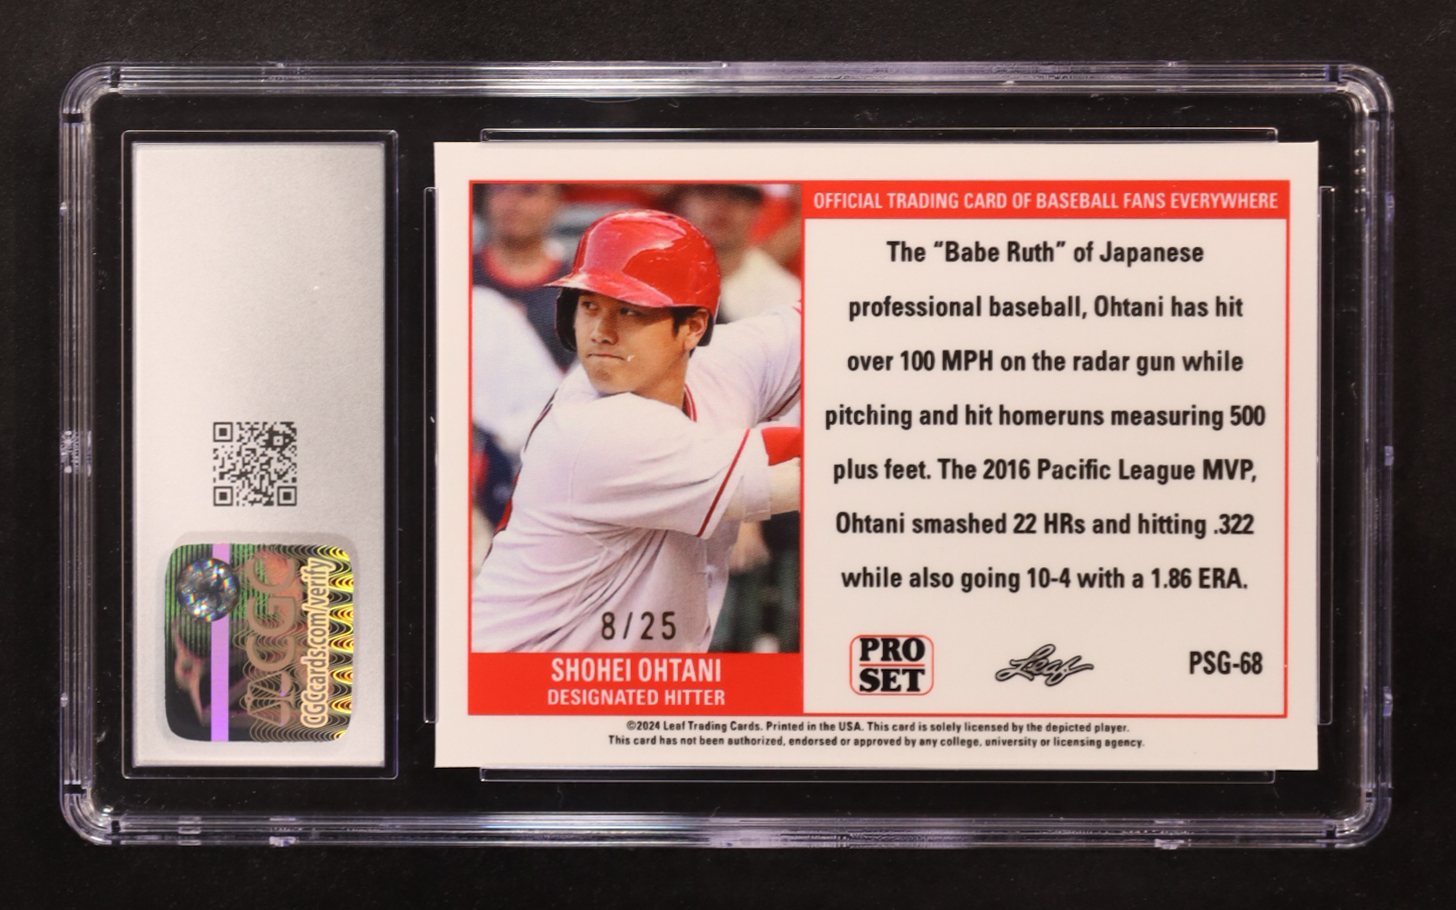 CGC
CGCcards.com/verify
8/25
SHOHEI OHTANI
DESIGNATED HITTER
OFFICIAL TRADING CARD OF BASEBALL FANS EVERYWHERE
The “Babe Ruth” of Japanese
professional baseball, Ohtani has hit
over 100 MPH on the radar gun while
pitching and hit homeruns measuring 500
plus feet. The 2016 Pacific League MVP,
Ohtani smashed 22 HRs and hitting .322
while also going 10-4 with a 1.86 ERA.
PRO
SET
Leaf
PSG-68
©2024 Leaf Trading Cards. Printed in the USA. This card is solely licensed by the depicted player.
This card has not been authorized, endorsed or approved by any college, university or licensing agency.